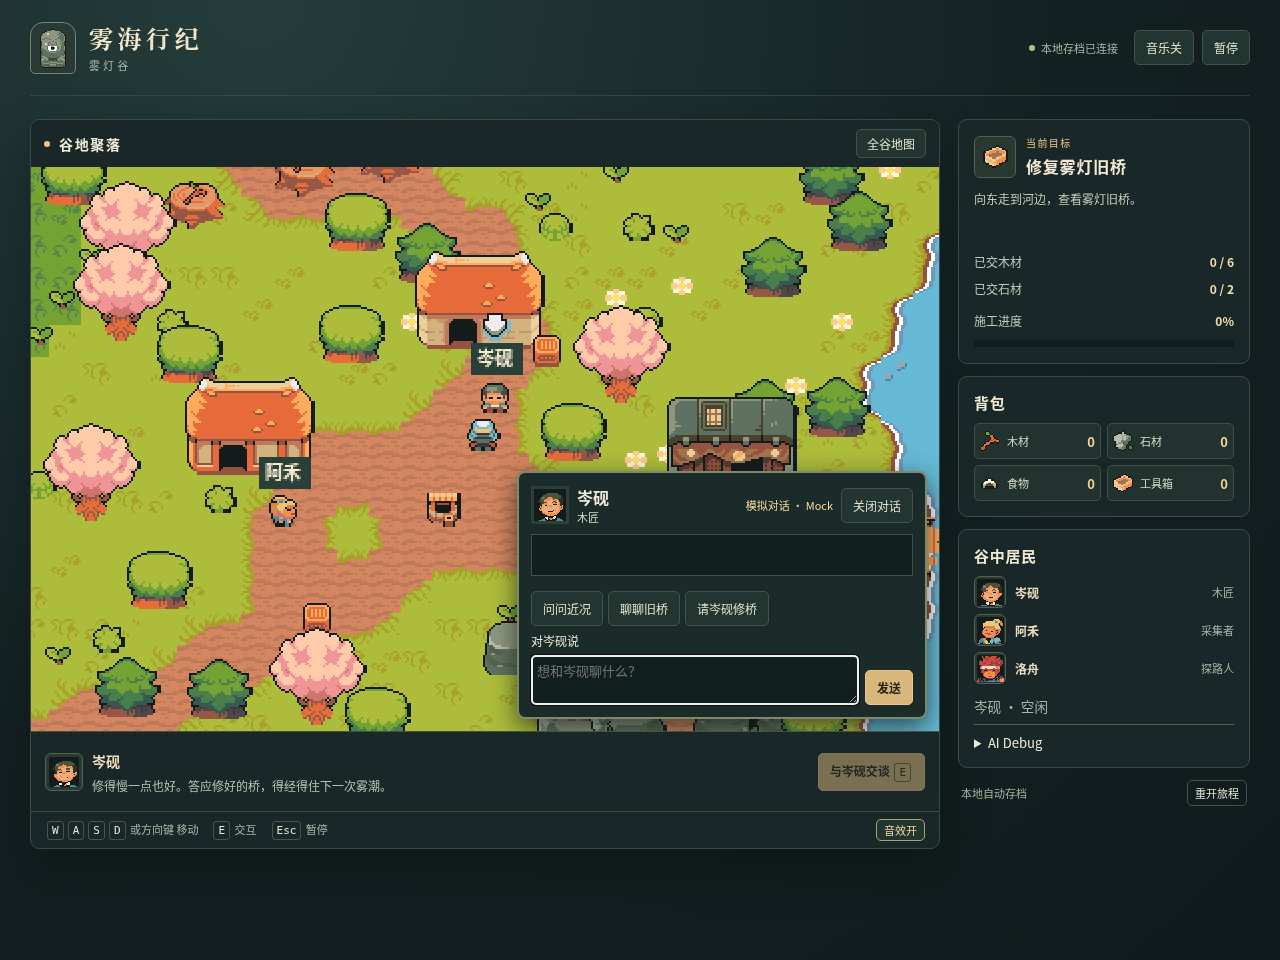 雾海行纪
雾灯谷
本地存档已连接
音乐关
暂停
谷地聚落
全谷地图
岑砚
阿禾
岑砚
木匠
模拟对话 · Mock
关闭对话
问问近况
聊聊旧桥
请岑砚修桥
对岑砚说
想和岑砚聊什么？
发送
岑砚
修得慢一点也好。答应修好的桥，得经得住下一次雾潮。
与岑砚交谈 E
W A S D 或方向键 移动 E 交互 Esc 暂停
音效开
当前目标
修复雾灯旧桥
向东走到河边，查看雾灯旧桥。
已交木材 0 / 6
已交石材 0 / 2
施工进度 0%
背包
木材 0
石材 0
食物 0
工具箱 0
谷中居民
岑砚 木匠
阿禾 采集者
洛舟 探路人
岑砚 · 空闲
AI Debug
本地自动存档
重开旅程